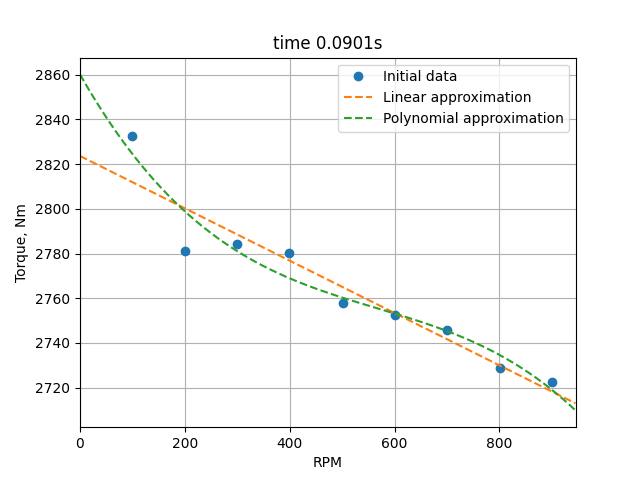 time 0.0901s
Initial data
Linear approximation
Polynomial approximation
2860
2840
2820
2800
2780
2760
2740
2720
Torque, Nm
0 200 400 600 800
RPM